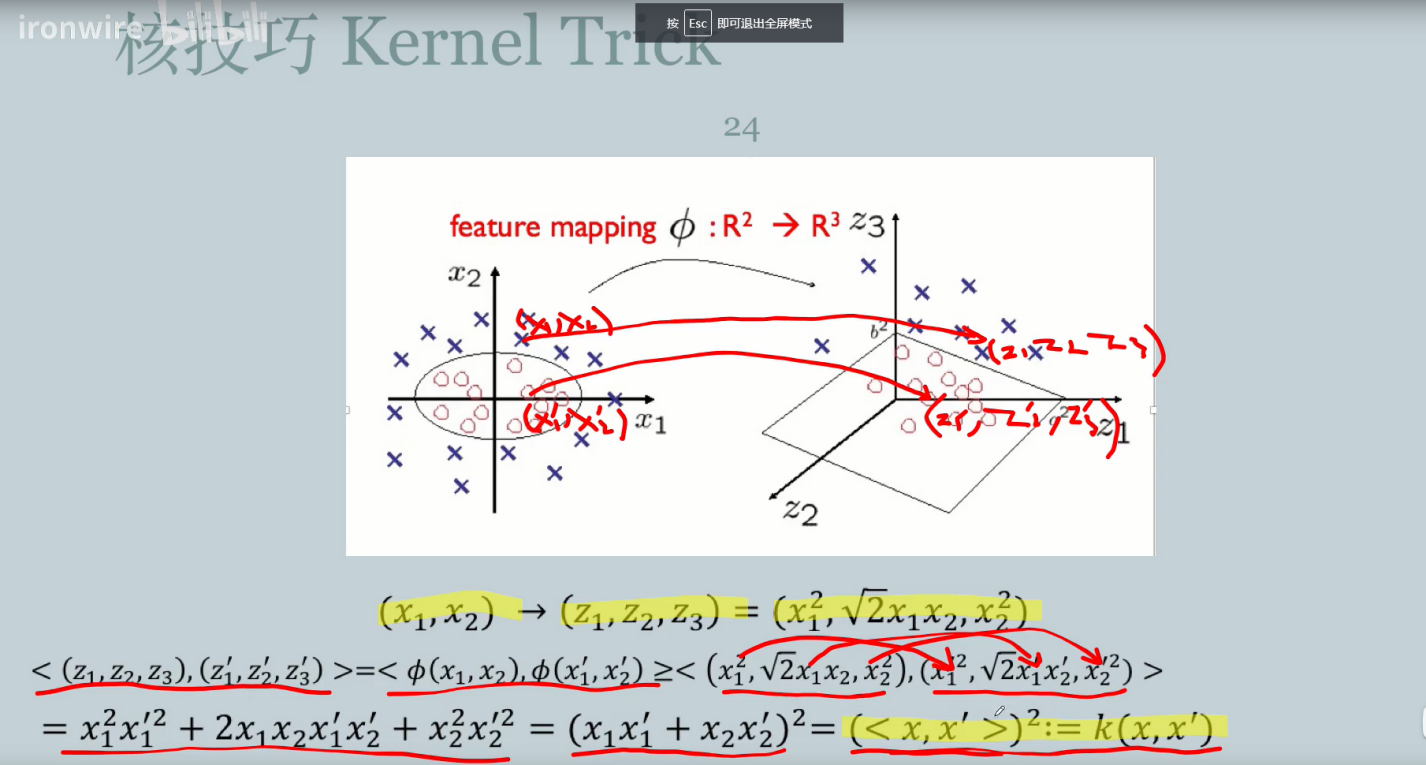 ironwire bilibili
按 Esc 即可退出全屏模式
核技巧 Kernel Trick
24
feature mapping ϕ : R² → R³
z₃
x₂
(x₁, x₂)
b²
(z₁, z₂, z₃)
(x₁′, x₂′)
x₁
(z₁′, z₂′, z₃′)
a²
z₁
z₂
(x₁, x₂) → (z₁, z₂, z₃) = (x₁², √2x₁x₂, x₂²)
< (z₁, z₂, z₃), (z₁′, z₂′, z₃′) >=< ϕ(x₁, x₂), ϕ(x₁′, x₂′) ≥< (x₁², √2x₁x₂, x₂²), (x₁′², √2x₁′x₂′, x₂′²) >
= x₁²x₁′² + 2x₁x₂x₁′x₂′ + x₂²x₂′² = (x₁x₁′ + x₂x₂′)² = (< x, x′ >)² := k(x, x′)